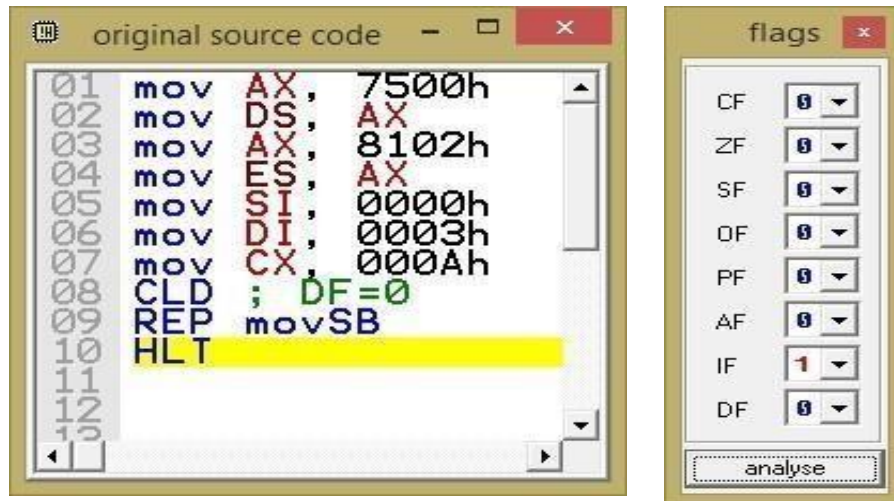 original source code
01 mov AX, 7500h
02 mov DS, AX
03 mov AX, 8102h
04 mov ES, AX
05 mov SI, 0000h
06 mov DI, 0003h
07 mov CX, 000Ah
08 CLD ; DF=0
09 REP movSB
10 HLT
11
12
13
flags
CF 0
ZF 0
SF 0
OF 0
PF 0
AF 0
IF 1
DF 0
analyse